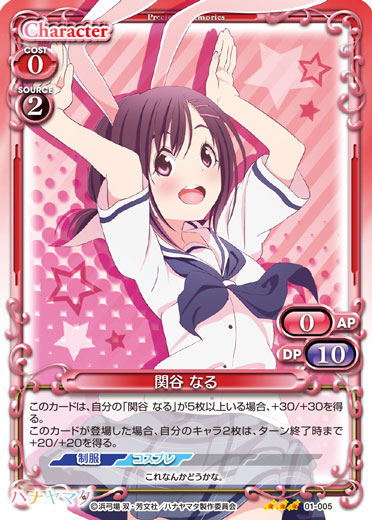 Precious Memories
Character
COST
0
SOURCE
2
0 AP
DP 10
関谷 なる
このカードは、自分の「関谷 なる」が5枚以上いる場合、+30/+30を得
る。
このカードが登場した場合、自分のキャラ2枚は、ターン終了時まで
+20/+20を得る。
制服 コスプレ
これなんかどうかな。
ハナヤマタ
©浜弓場 双・芳文社／ハナヤマタ製作委員会
01-005